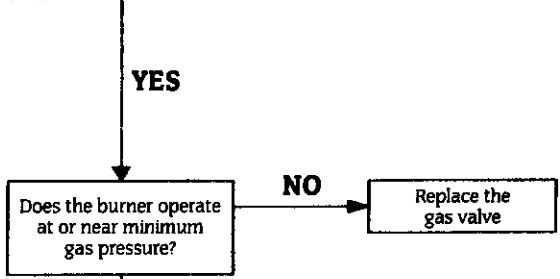 YES
Does the burner operate
at or near minimum
gas pressure?
NO
Replace the
gas valve